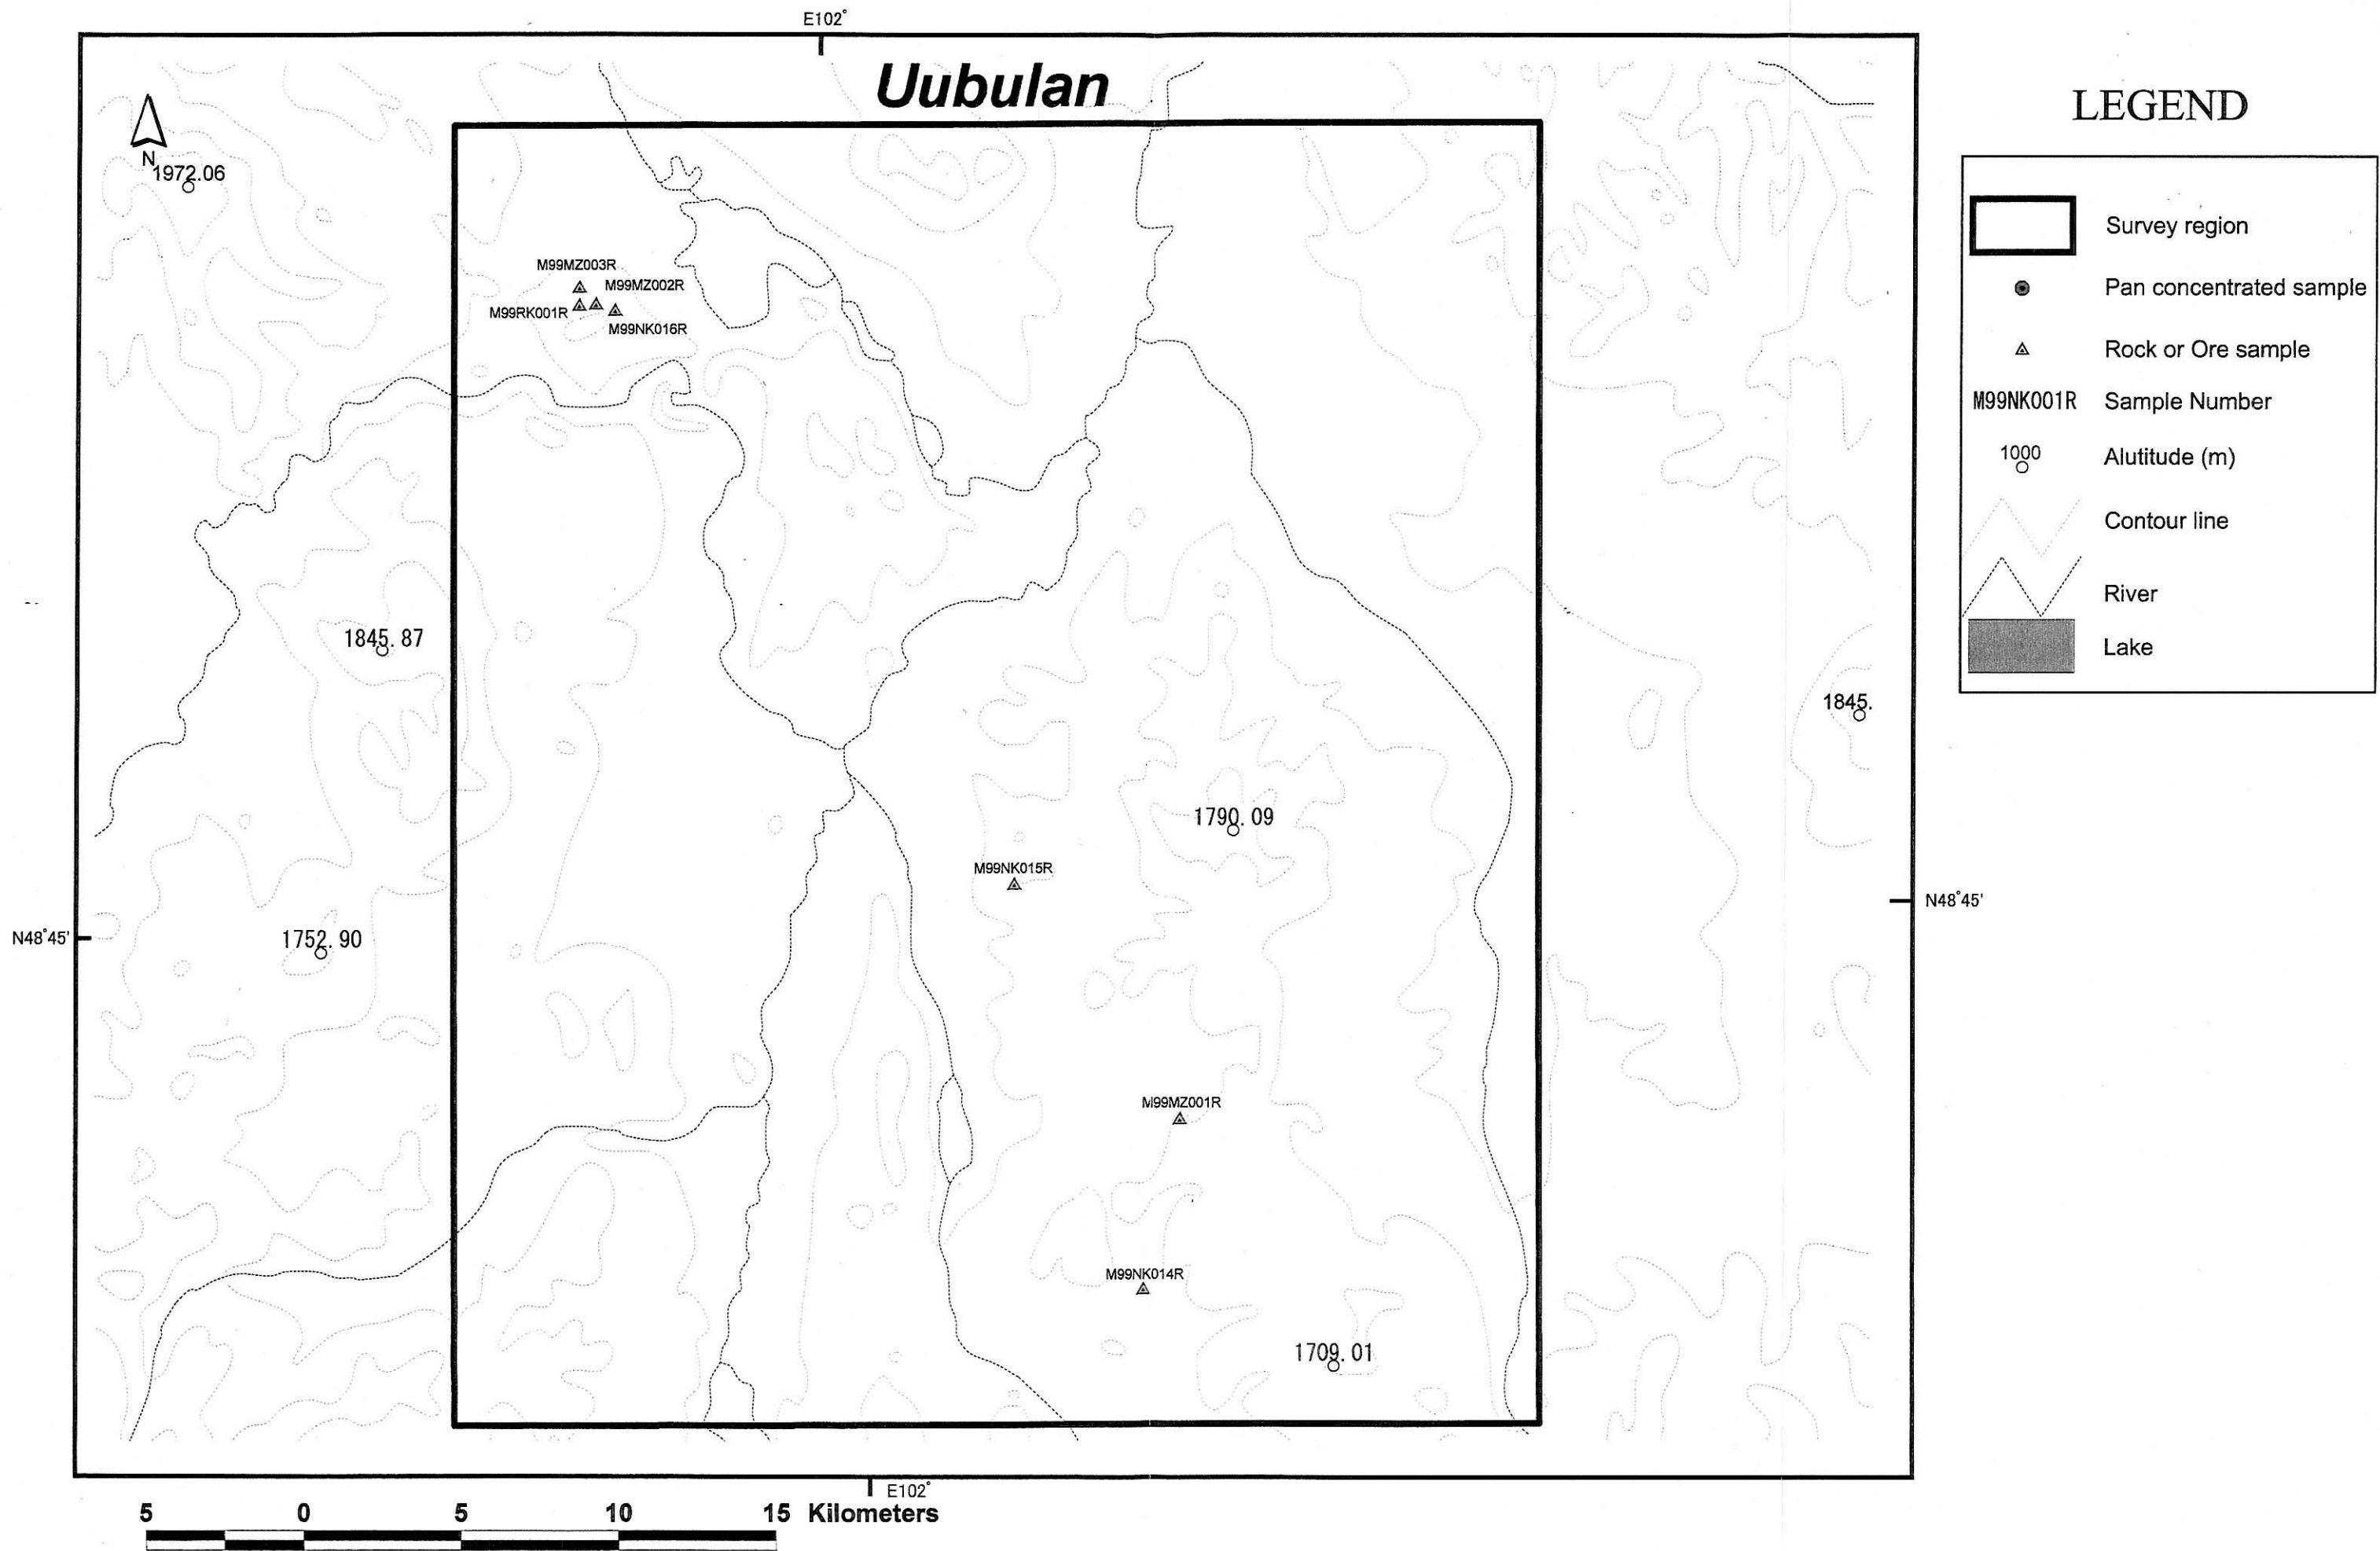 E102°
Uubulan
N
1972.06
M99MZ003R
M99MZ002R
M99RK001R
M99NK016R
1845.87
1845.
1790.09
M99NK015R
N48°45'
N48°45'
1752.90
M99MZ001R
M99NK014R
1709.01
E102°
5 0 5 10 15 Kilometers
LEGEND
Survey region
Pan concentrated sample
Rock or Ore sample
M99NK001R Sample Number
1000 Alutitude (m)
Contour line
River
Lake